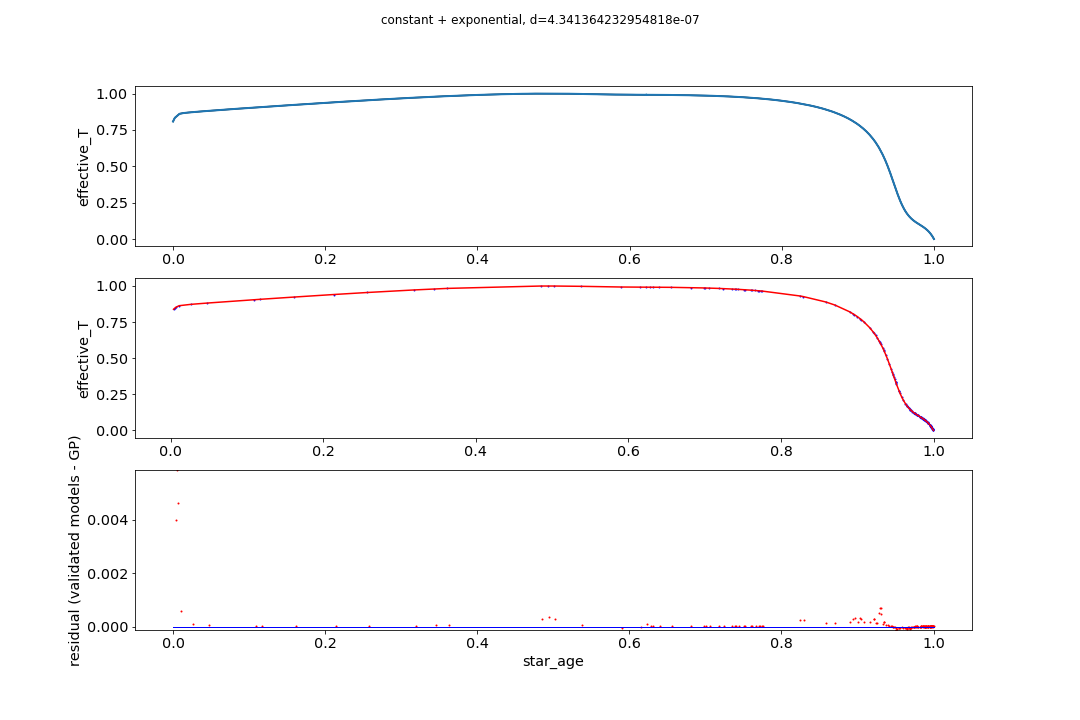 constant + exponential, d=4.341364232954818e-07
effective_T
1.00
0.75
0.50
0.25
0.00
0.0 0.2 0.4 0.6 0.8 1.0
effective_T
1.00
0.75
0.50
0.25
0.00
0.0 0.2 0.4 0.6 0.8 1.0
residual (validated models - GP)
0.004
0.002
0.000
0.0 0.2 0.4 0.6 0.8 1.0
star_age